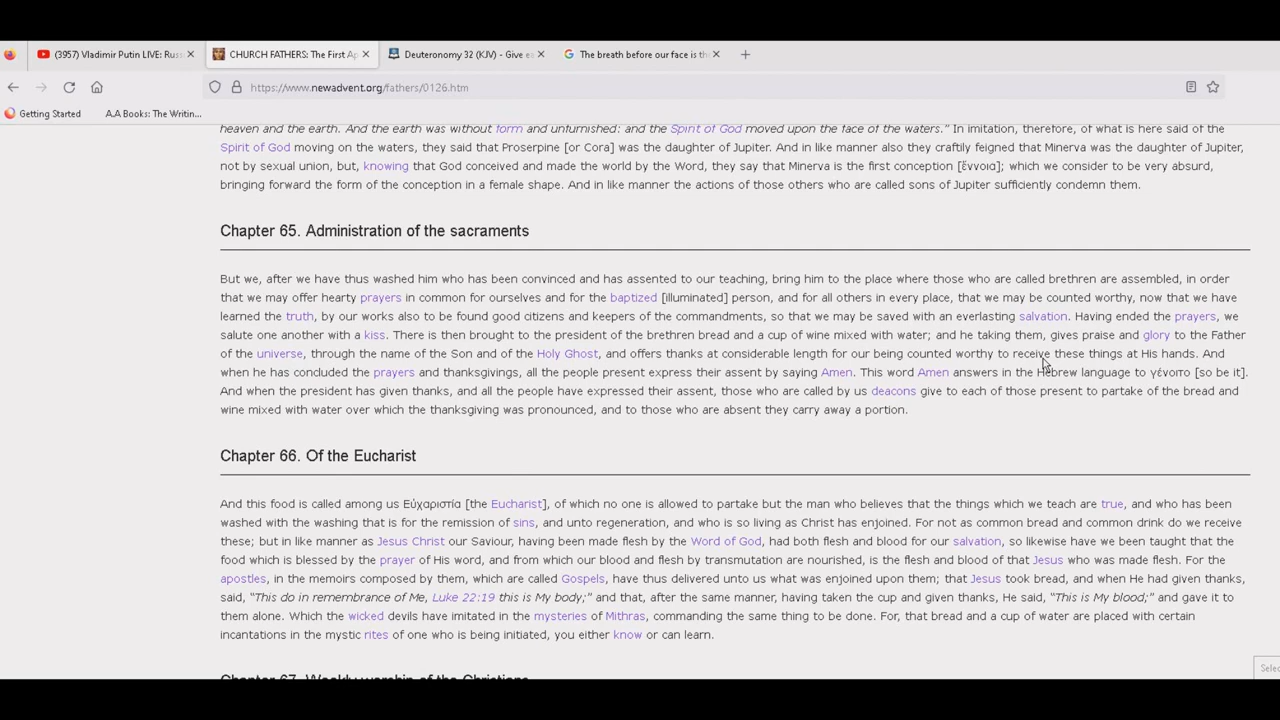 (3957) Vladimir Putin LIVE: Russ
CHURCH FATHERS: The First Ap
Deuteronomy 32 (KJV) - Give ea
The breath before our face is th
https://www.newadvent.org/fathers/0126.htm
Getting Started
A,A Books: The Writin...
heaven and the earth. And the earth was without form and unfurnished: and the Spirit of God moved upon the face of the waters." In imitation, therefore, of what is here said of the
Spirit of God moving on the waters, they said that Proserpine [or Cora] was the daughter of Jupiter. And in like manner also they craftily feigned that Minerva was the daughter of Jupiter,
not by sexual union, but, knowing that God conceived and made the world by the Word, they say that Minerva is the first conception [ἔννοια]; which we consider to be very absurd,
bringing forward the form of the conception in a female shape. And in like manner the actions of those others who are called sons of Jupiter sufficiently condemn them.
Chapter 65. Administration of the sacraments
But we, after we have thus washed him who has been convinced and has assented to our teaching, bring him to the place where those who are called brethren are assembled, in order
that we may offer hearty prayers in common for ourselves and for the baptized [illuminated] person, and for all others in every place, that we may be counted worthy, now that we have
learned the truth, by our works also to be found good citizens and keepers of the commandments, so that we may be saved with an everlasting salvation. Having ended the prayers, we
salute one another with a kiss. There is then brought to the president of the brethren bread and a cup of wine mixed with water; and he taking them, gives praise and glory to the Father
of the universe, through the name of the Son and of the Holy Ghost, and offers thanks at considerable length for our being counted worthy to receive these things at His hands. And
when he has concluded the prayers and thanksgivings, all the people present express their assent by saying Amen. This word Amen answers in the Hebrew language to γένοιτο [so be it].
And when the president has given thanks, and all the people have expressed their assent, those who are called by us deacons give to each of those present to partake of the bread and
wine mixed with water over which the thanksgiving was pronounced, and to those who are absent they carry away a portion.
Chapter 66. Of the Eucharist
And this food is called among us Εὐχαριστία [the Eucharist], of which no one is allowed to partake but the man who believes that the things which we teach are true, and who has been
washed with the washing that is for the remission of sins, and unto regeneration, and who is so living as Christ has enjoined. For not as common bread and common drink do we receive
these; but in like manner as Jesus Christ our Saviour, having been made flesh by the Word of God, had both flesh and blood for our salvation, so likewise have we been taught that the
food which is blessed by the prayer of His word, and from which our blood and flesh by transmutation are nourished, is the flesh and blood of that Jesus who was made flesh. For the
apostles, in the memoirs composed by them, which are called Gospels, have thus delivered unto us what was enjoined upon them; that Jesus took bread, and when He had given thanks,
said, "This do in remembrance of Me, Luke 22:19 this is My body;" and that, after the same manner, having taken the cup and given thanks, He said, "This is My blood;" and gave it to
them alone. Which the wicked devils have imitated in the mysteries of Mithras, commanding the same thing to be done. For, that bread and a cup of water are placed with certain
incantations in the mystic rites of one who is being initiated, you either know or can learn.
Chapter 67. Weekly worship of the Christians
Selec